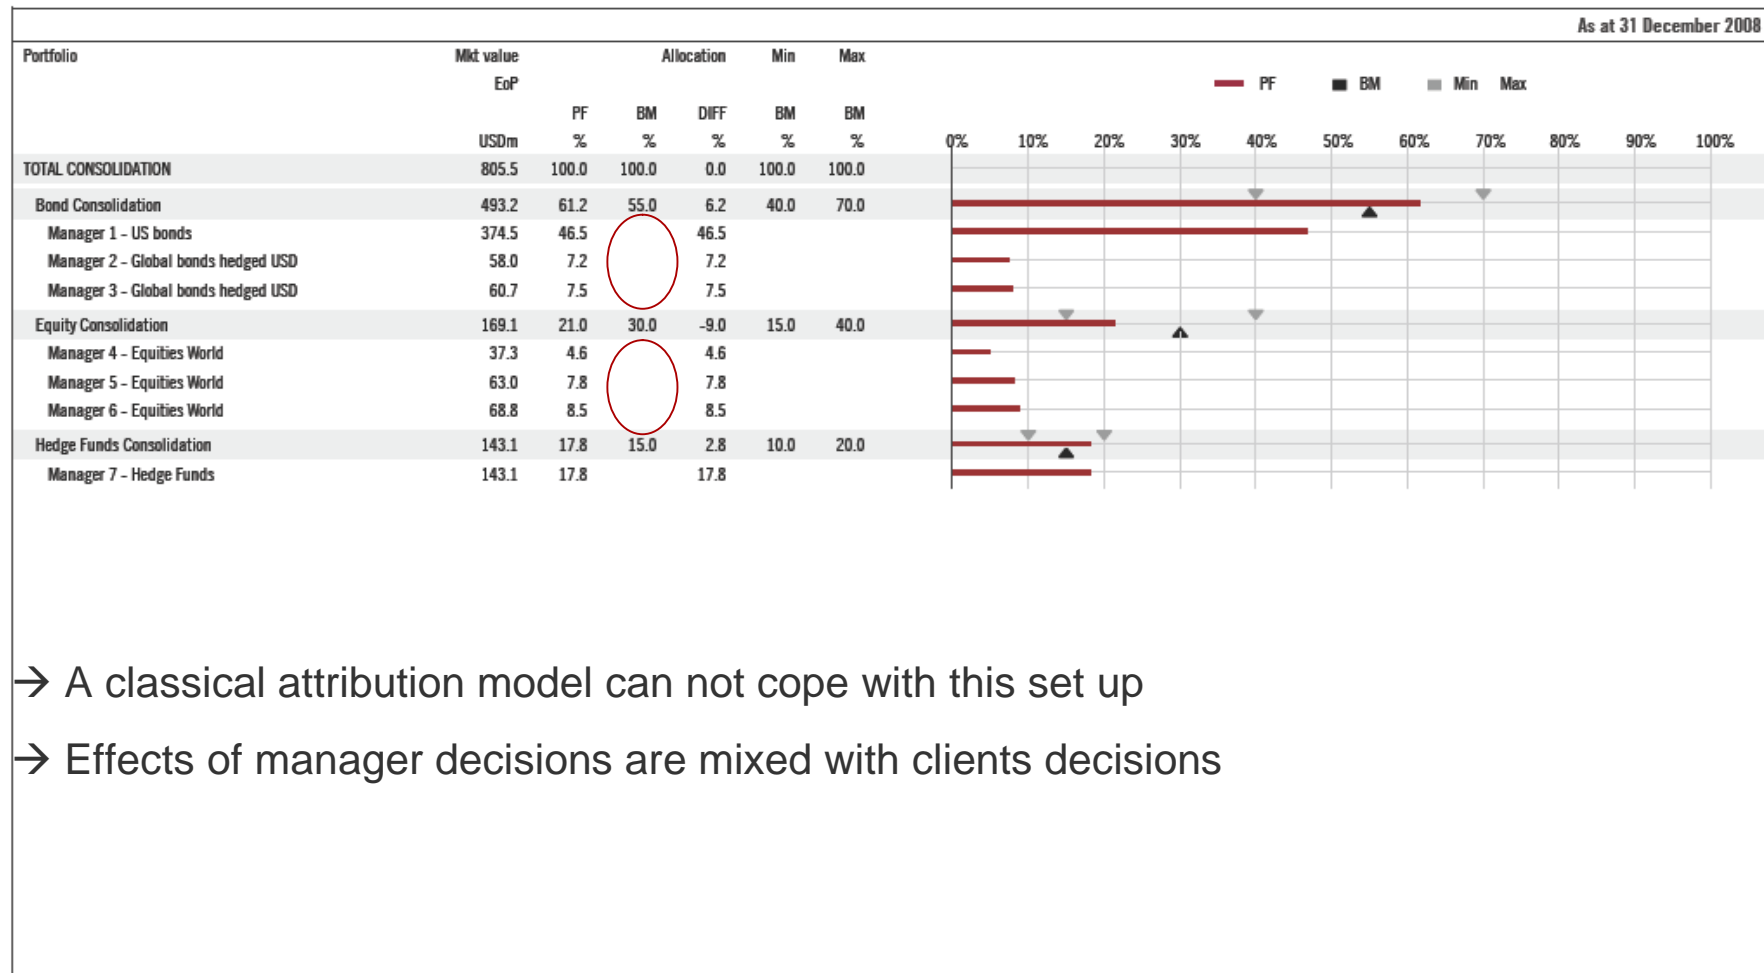 As at 31 December 2008
Portfolio Mkt value Allocation Min Max
EoP PF BM Min Max
PF BM DIFF BM BM
USDm % % % % % 0% 10% 20% 30% 40% 50% 60% 70% 80% 90% 100%
TOTAL CONSOLIDATION 805.5 100.0 100.0 0.0 100.0 100.0
Bond Consolidation 493.2 61.2 55.0 6.2 40.0 70.0
Manager 1 - US bonds 374.5 46.5 46.5
Manager 2 - Global bonds hedged USD 58.0 7.2 7.2
Manager 3 - Global bonds hedged USD 60.7 7.5 7.5
Equity Consolidation 169.1 21.0 30.0 -9.0 15.0 40.0
Manager 4 - Equities World 37.3 4.6 4.6
Manager 5 - Equities World 63.0 7.8 7.8
Manager 6 - Equities World 68.8 8.5 8.5
Hedge Funds Consolidation 143.1 17.8 15.0 2.8 10.0 20.0
Manager 7 - Hedge Funds 143.1 17.8 17.8
→ A classical attribution model can not cope with this set up
→ Effects of manager decisions are mixed with clients decisions